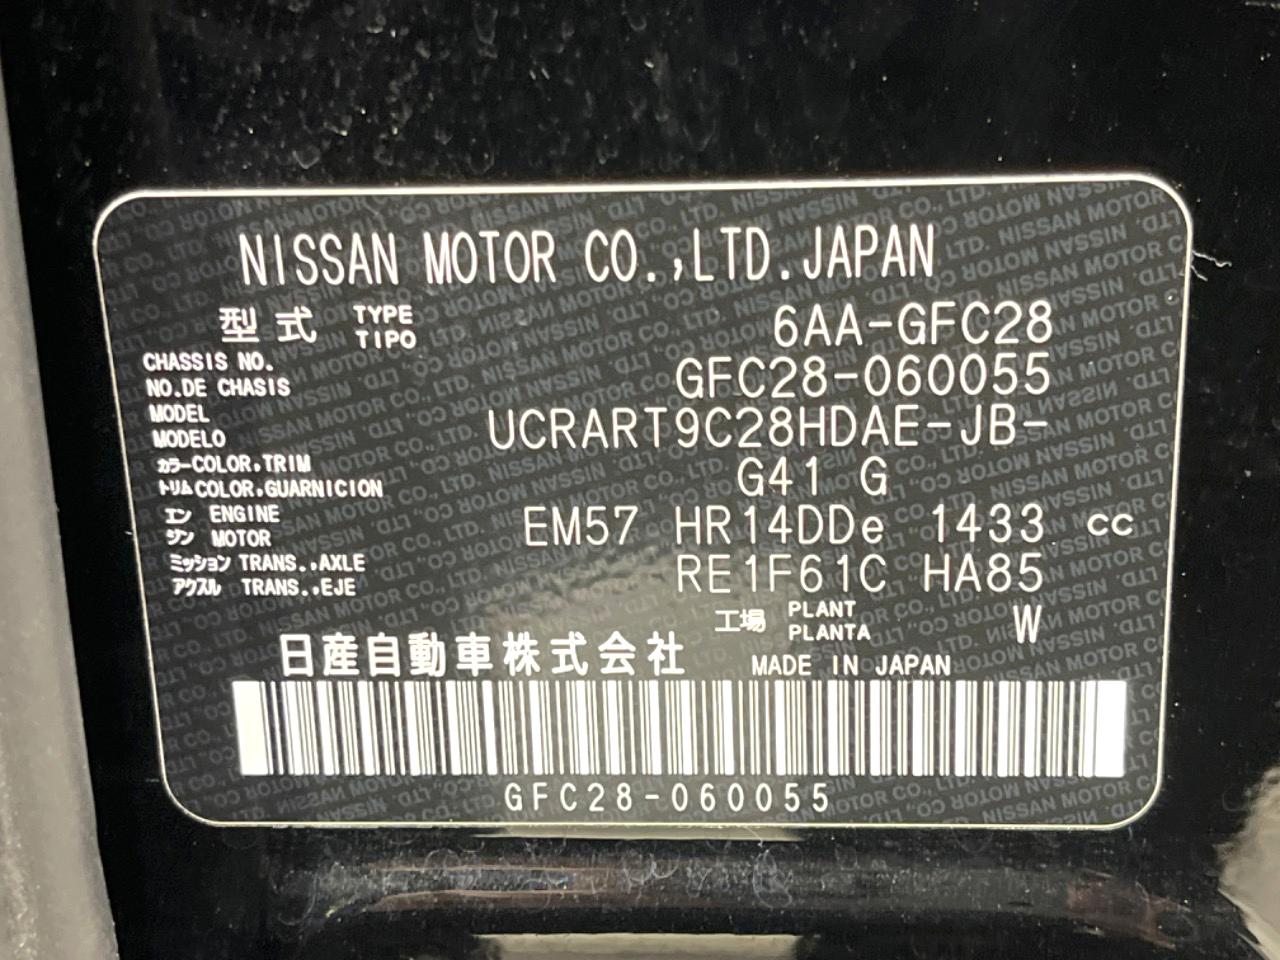 NISSAN MOTOR CO.,LTD.JAPAN
型式 TYPE TIPO 6AA-GFC28
CHASSIS NO.
NO.DE CHASIS GFC28-060055
MODEL
MODELO UCRART9C28HDAE-JB-
カラー COLOR,TRIM
トリム COLOR,GUARNICION G41 G
エン ENGINE
ジン MOTOR EM57 HR14DDe 1433 cc
ミッション TRANS.,AXLE
アクスル TRANS.,EJE RE1F61C HA85
工場 PLANT PLANTA W
日産自動車株式会社 MADE IN JAPAN
GFC28-060055